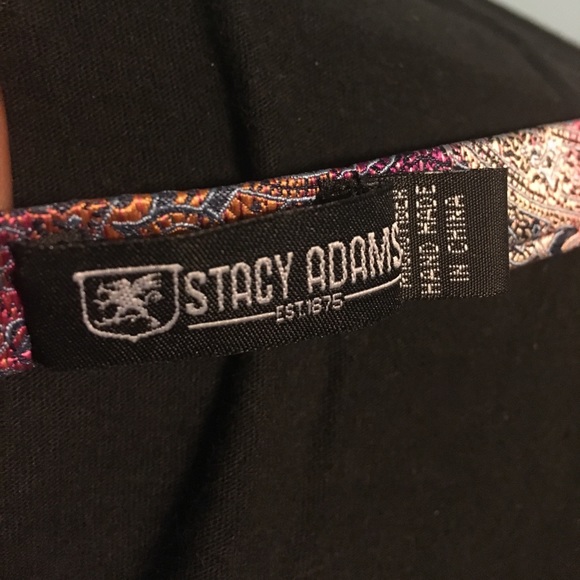 STACY ADAMS
EST.1875
HAND MADE
IN CHINA